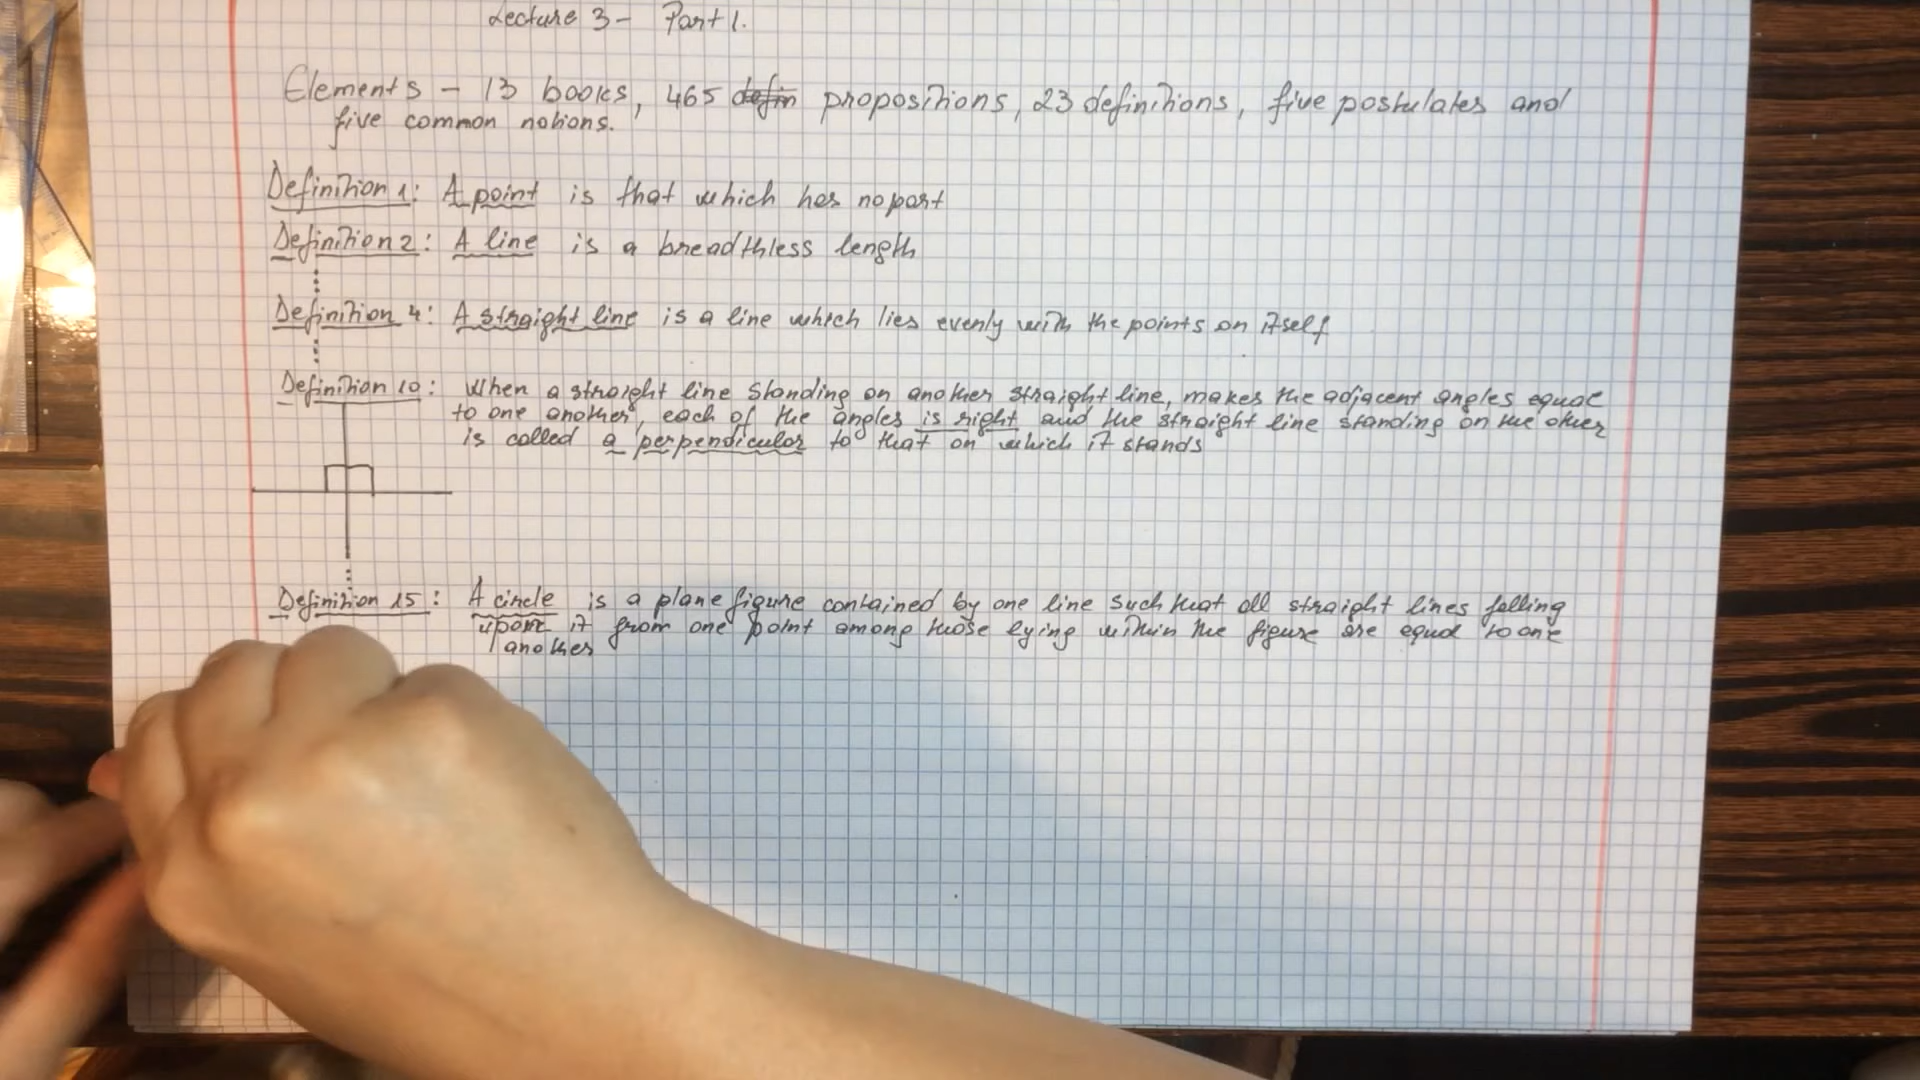 Lecture 3 - Part 1.
Elements - 13 books, 465 defin propositions, 23 definitions, five postulates and
five common notions.
Definition 1: A point is that which has no part
Definition 2: A line is a breadthless length
Definition 4: A straight line is a line which lies evenly with the points on itself
Definition 10: When a straight line standing on another straight line, makes the adjacent angles equal
to one another, each of the angles is right and the straight line standing on the other
is called a perpendicular to that on which it stands
Definition 15: A circle is a plane figure contained by one line such that all straight lines falling
upon it from one point among those lying within the figure are equal to one
another